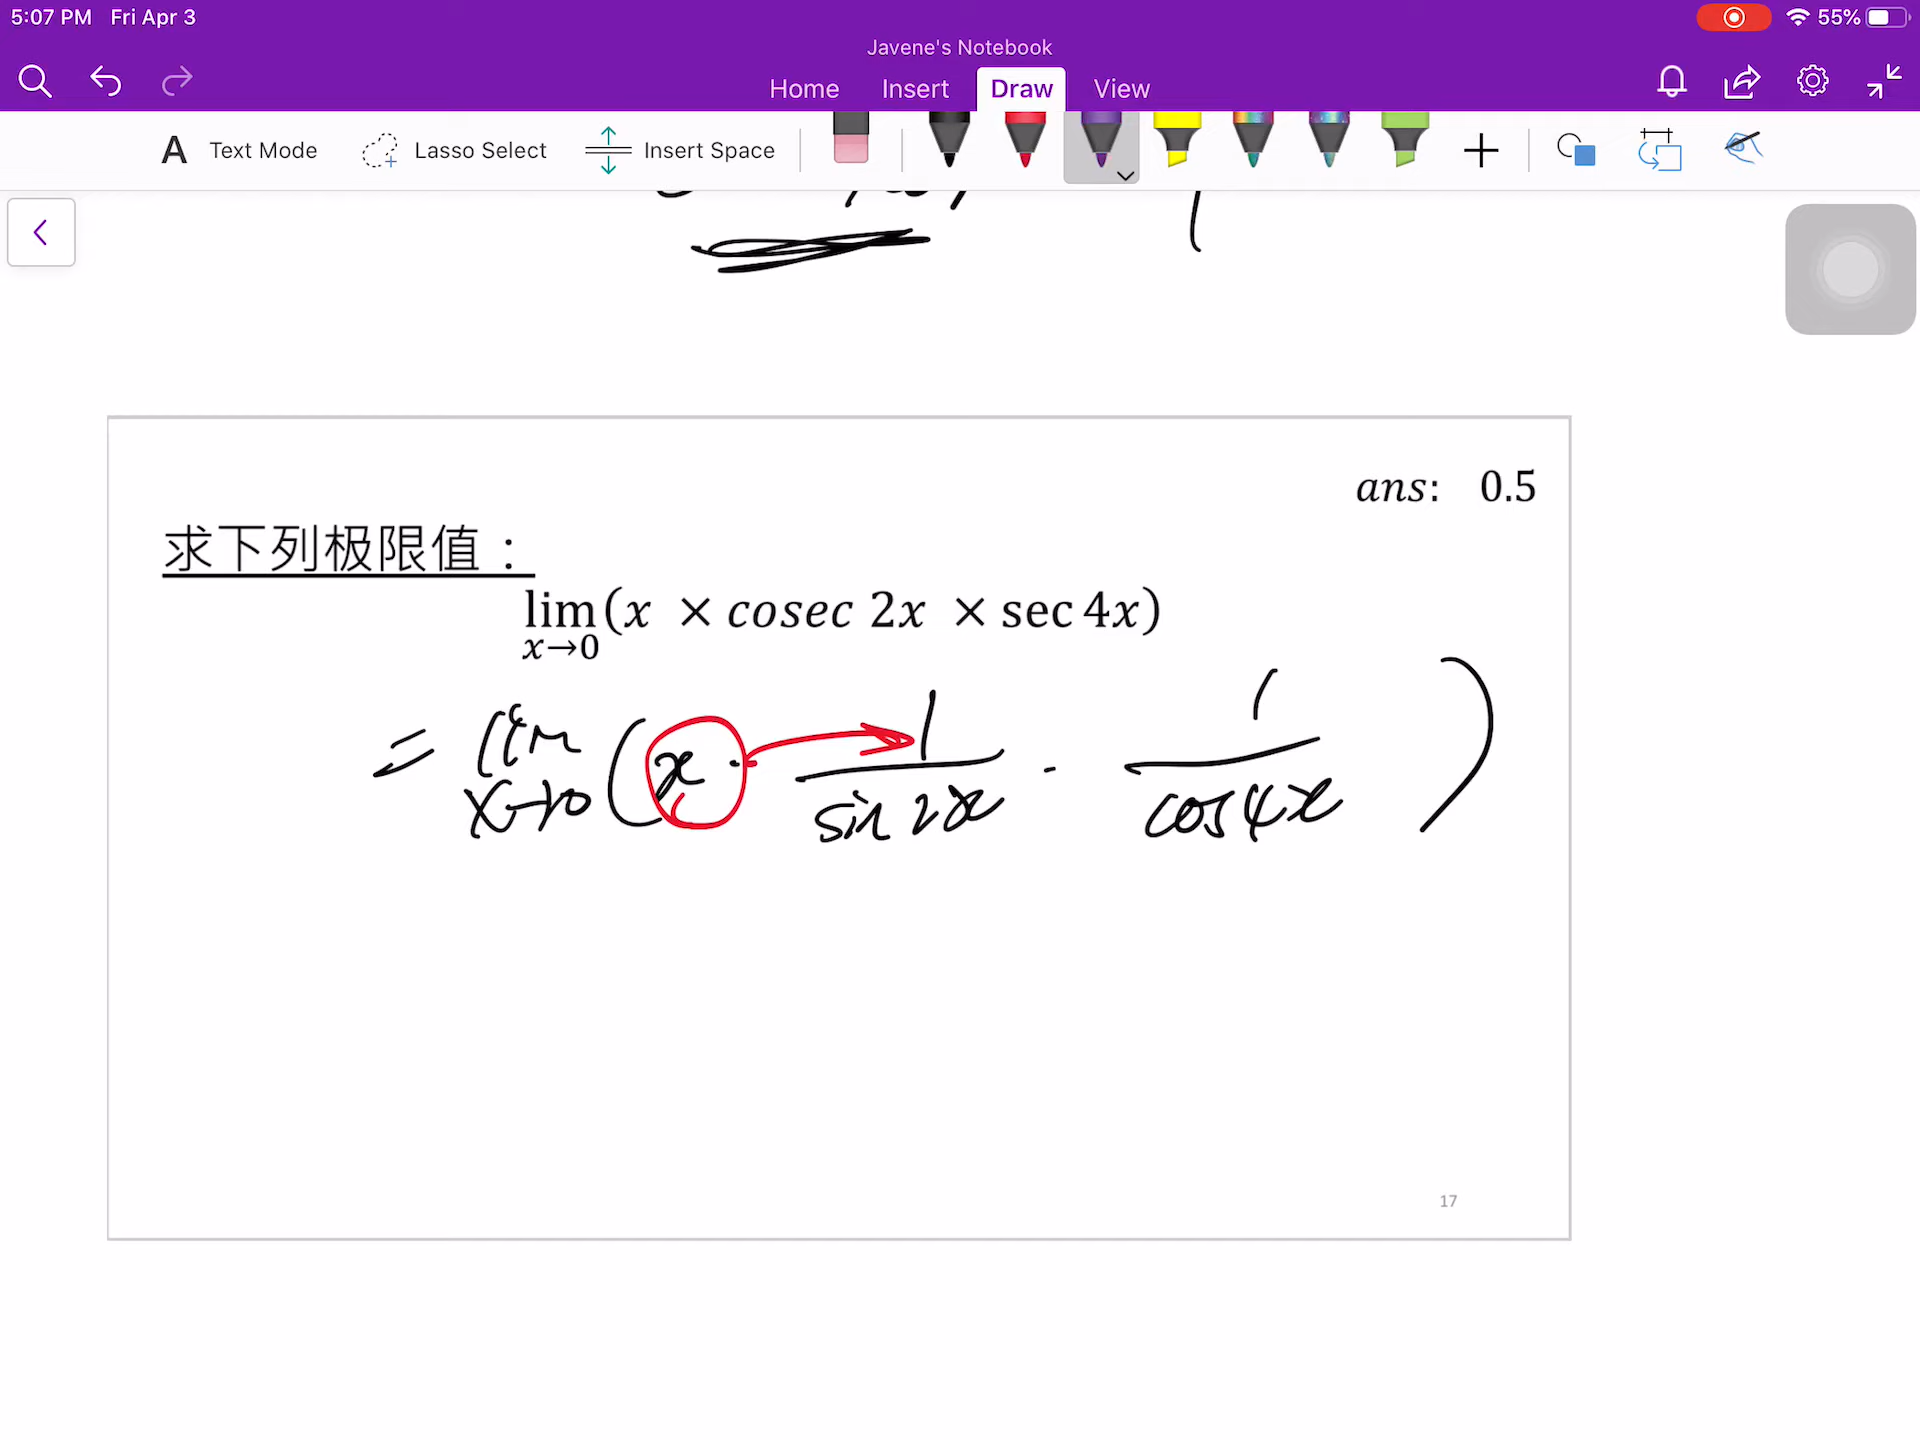 5:07 PM Fri Apr 3
55%
Javene's Notebook
Home Insert Draw View
A Text Mode Lasso Select Insert Space
ans: 0.5
求下列极限值：
lim x→0 (x × cosec 2x × sec 4x)
= lim x→0 (x · 1/sin 2x · 1/cos 4x)
17